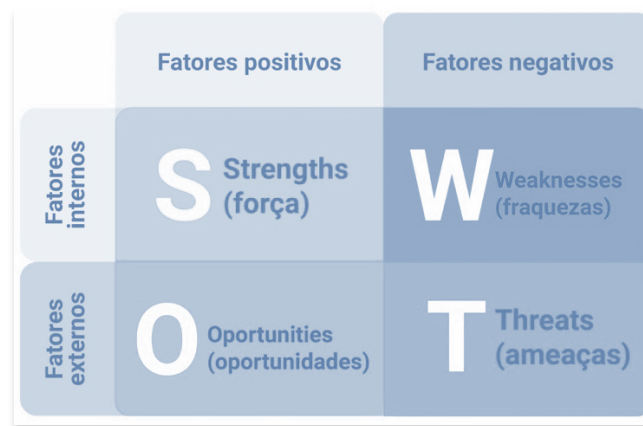 Fatores positivos
Fatores negativos
Fatores
internos
S
Strengths
(força)
W
Weaknesses
(fraquezas)
Fatores
externos
O
Oportunities
(oportunidades)
T
Threats
(ameaças)